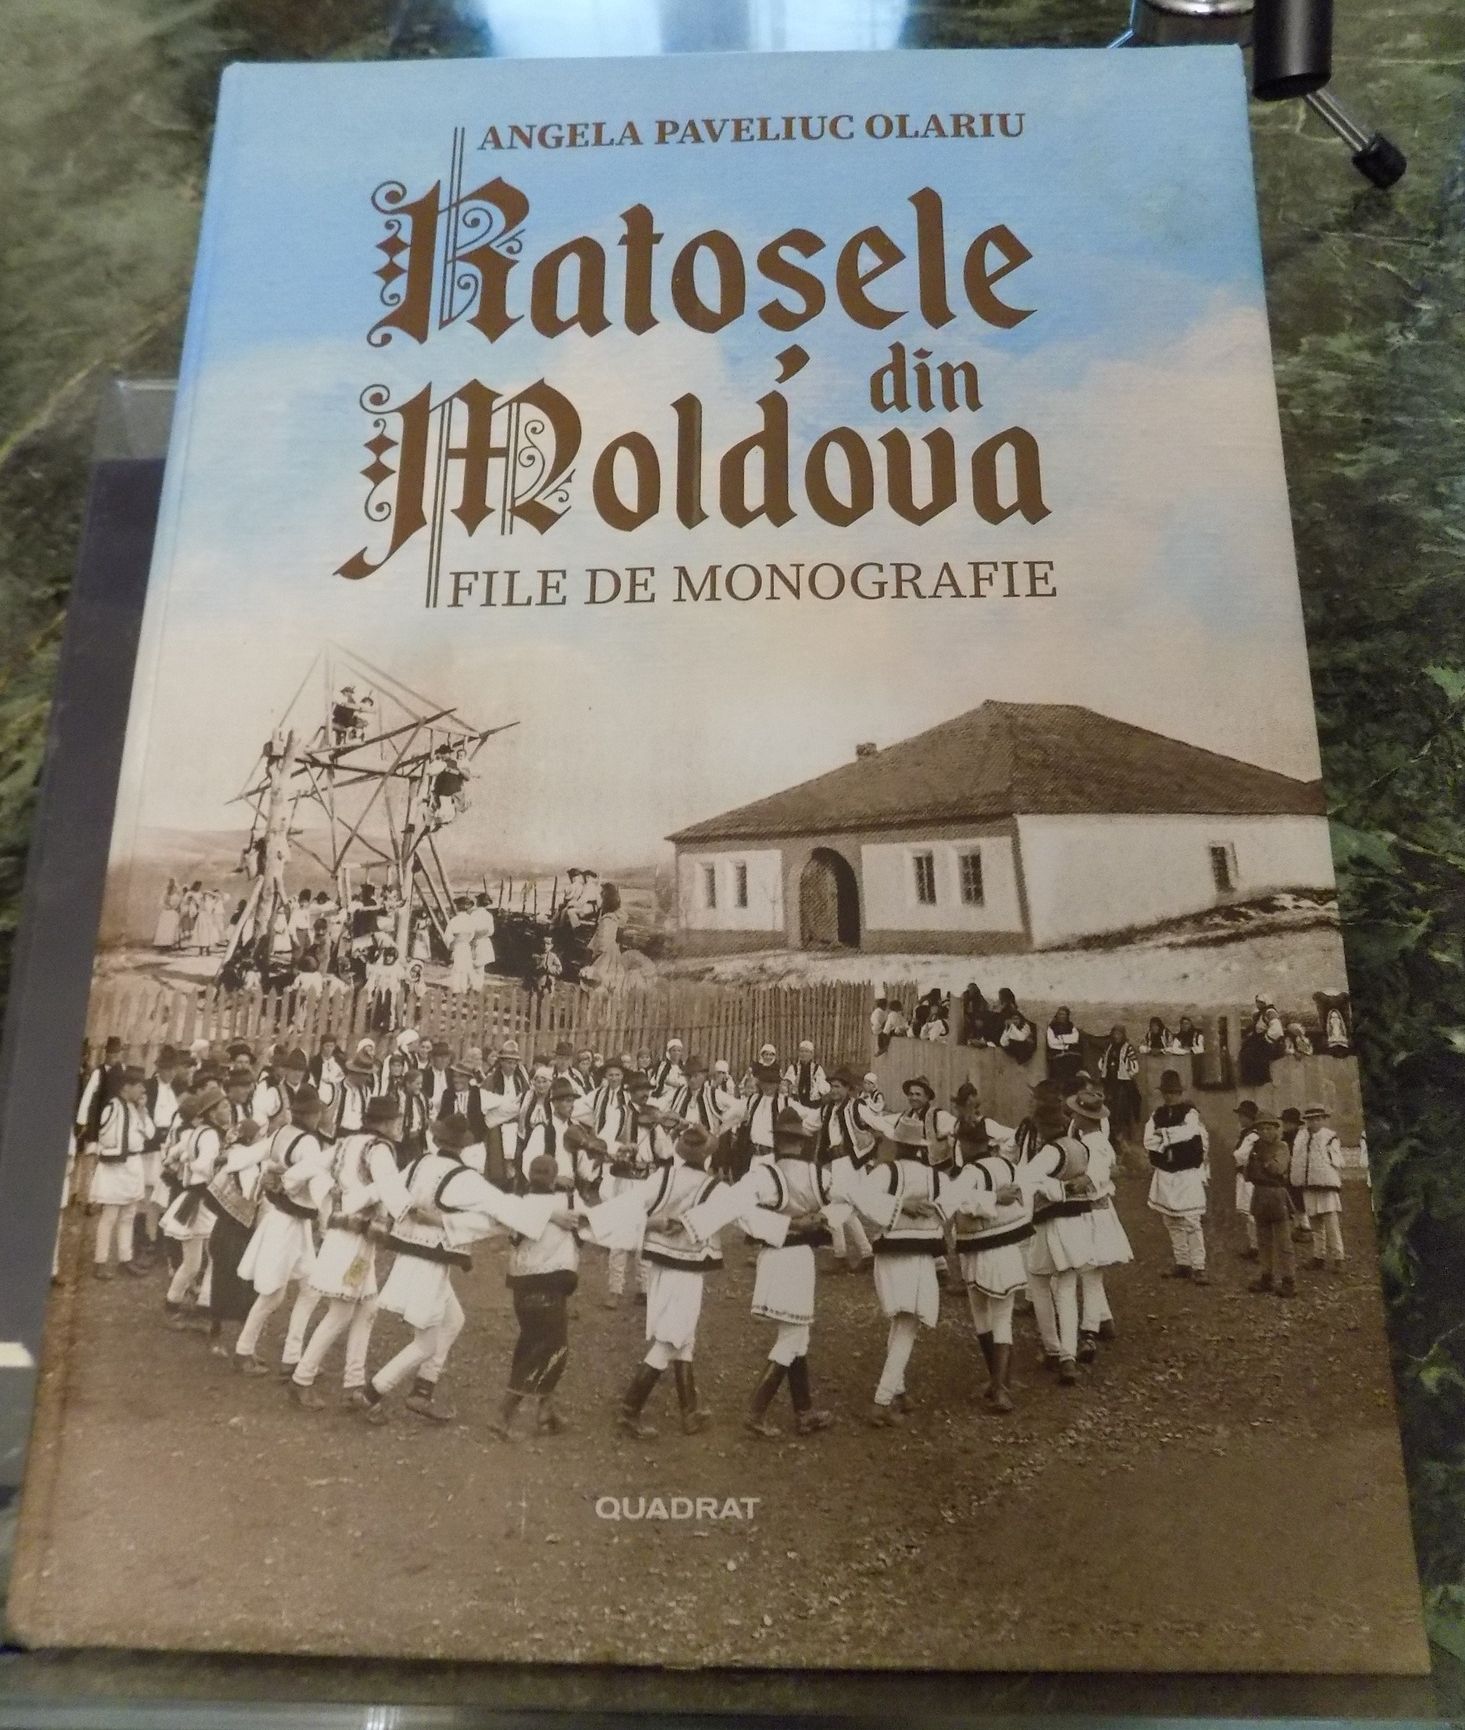 ANGELA PAVELIUC OLARIU
Ratoșele
din
Moldova
FILE DE MONOGRAFIE
QUADRAT